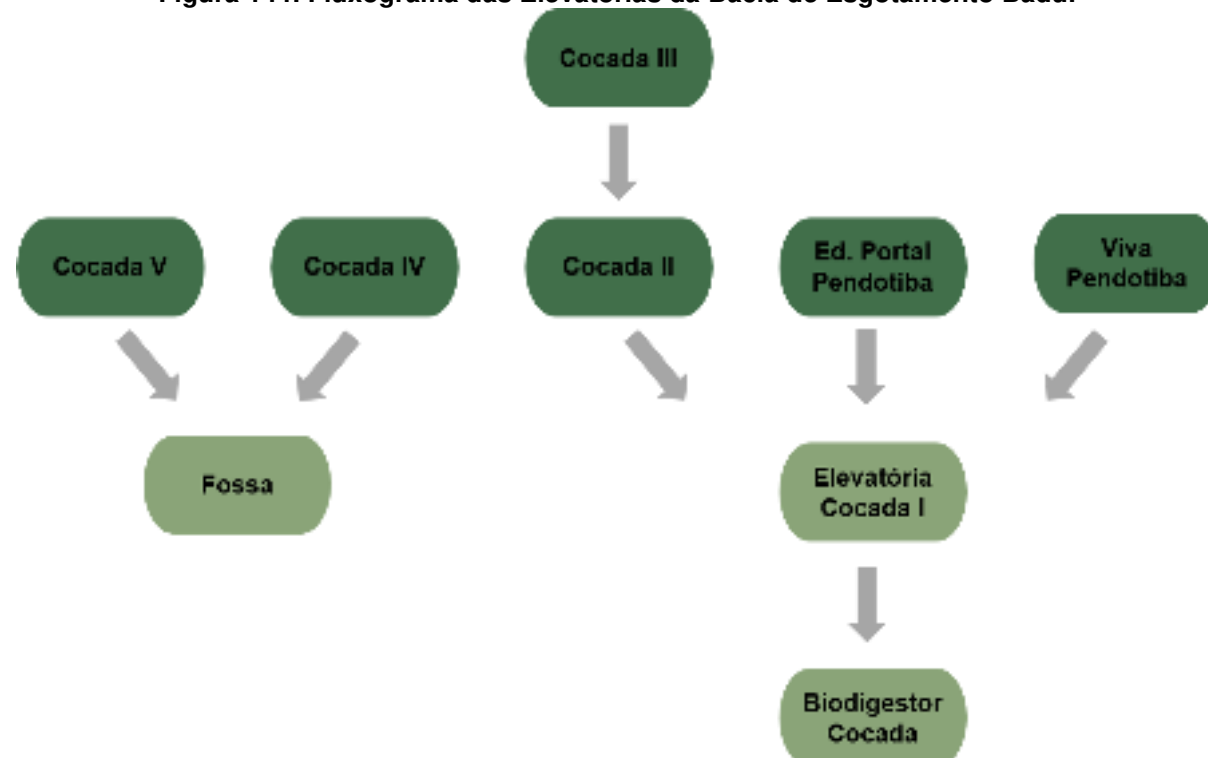 Cocada III
Cocada V
Cocada IV
Cocada II
Ed. Portal
Pendotiba
Viva
Pendotiba
Fossa
Elevatória
Cocada I
Biodigestor
Cocada